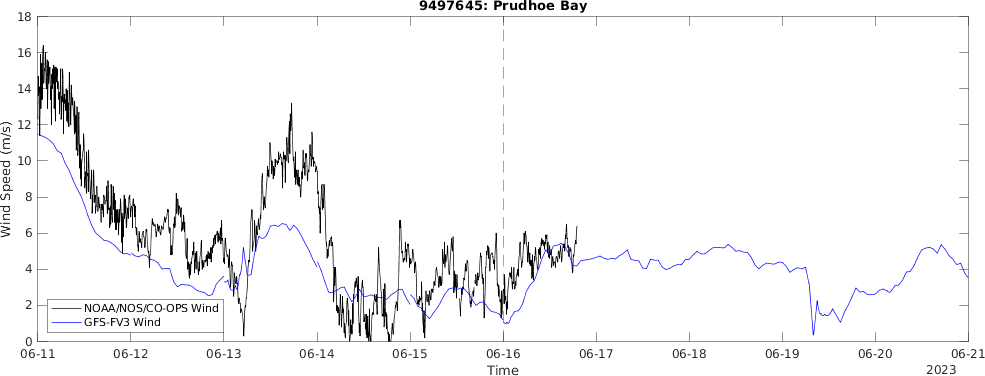 9497645: Prudhoe Bay
Wind Speed (m/s)
18
16
14
12
10
8
6
4
2
0
NOAA/NOS/CO-OPS Wind
GFS-FV3 Wind
06-11 06-12 06-13 06-14 06-15 06-16 06-17 06-18 06-19 06-20 06-21
Time
2023